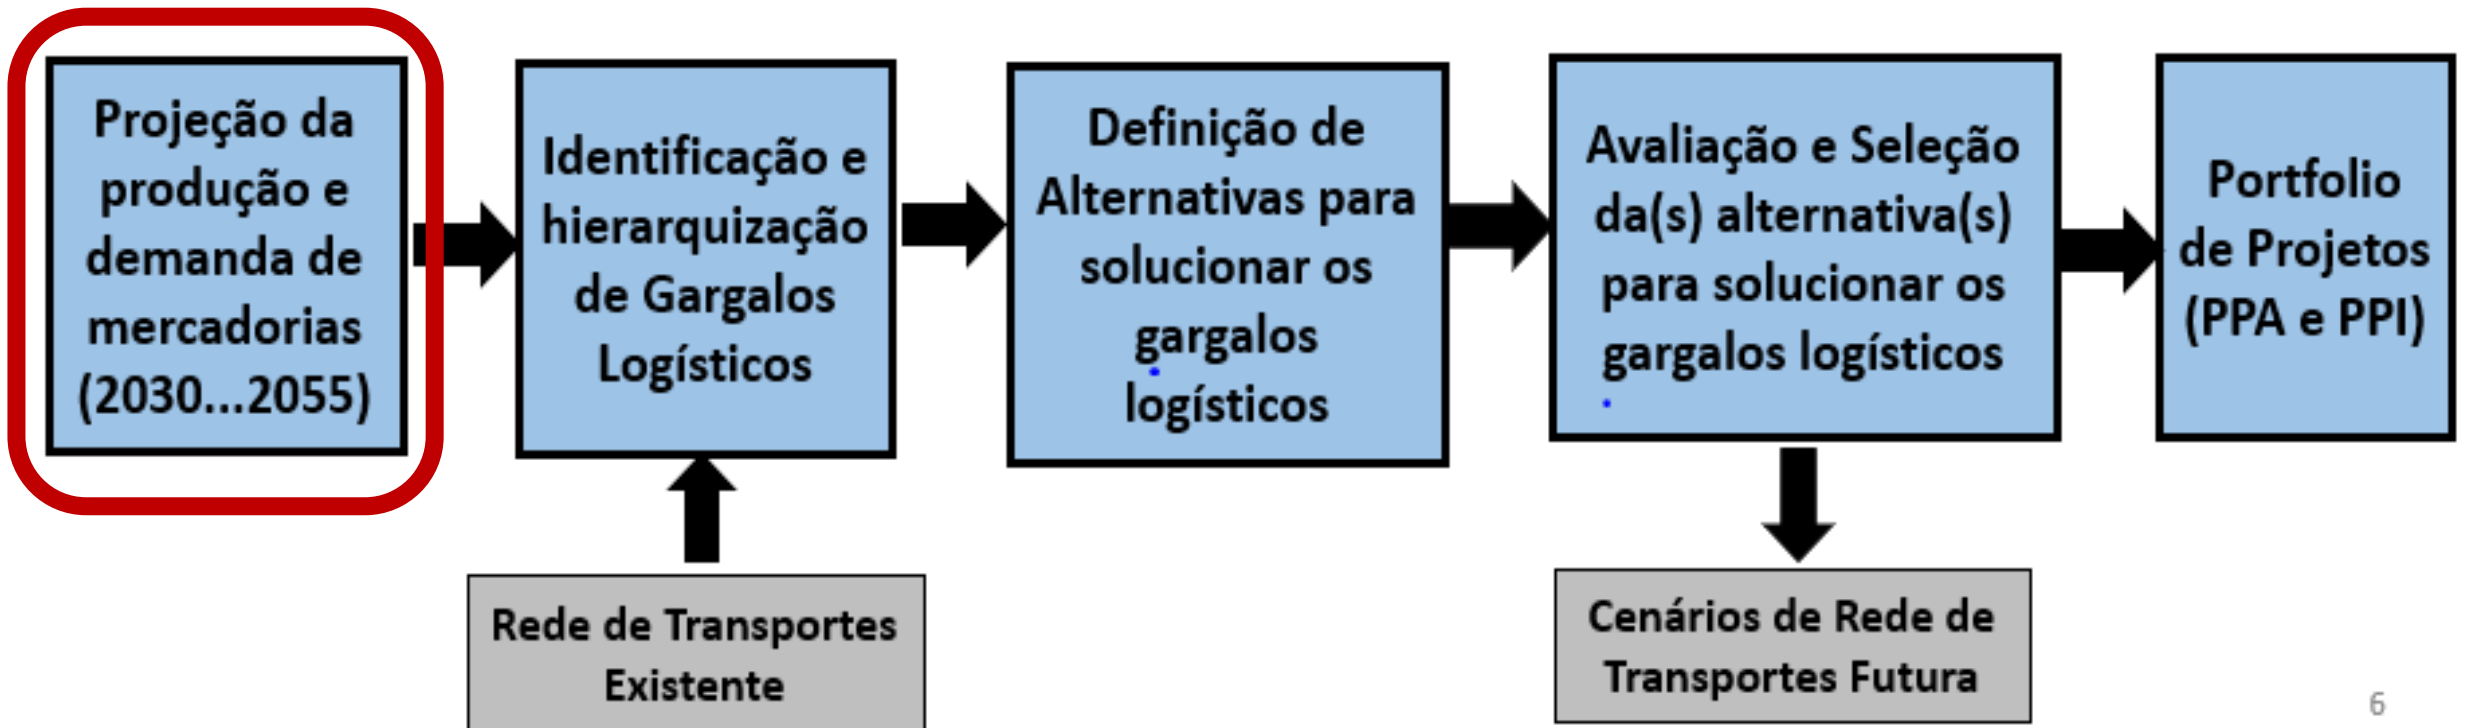 Projeção da
produção e
demanda de
mercadorias
(2030...2055)
Identificação e
hierarquização
de Gargalos
Logísticos
Definição de
Alternativas para
solucionar os
gargalos
logísticos
Avaliação e Seleção
da(s) alternativa(s)
para solucionar os
gargalos logísticos
Portfolio
de Projetos
(PPA e PPI)
Rede de Transportes
Existente
Cenários de Rede de
Transportes Futura
6